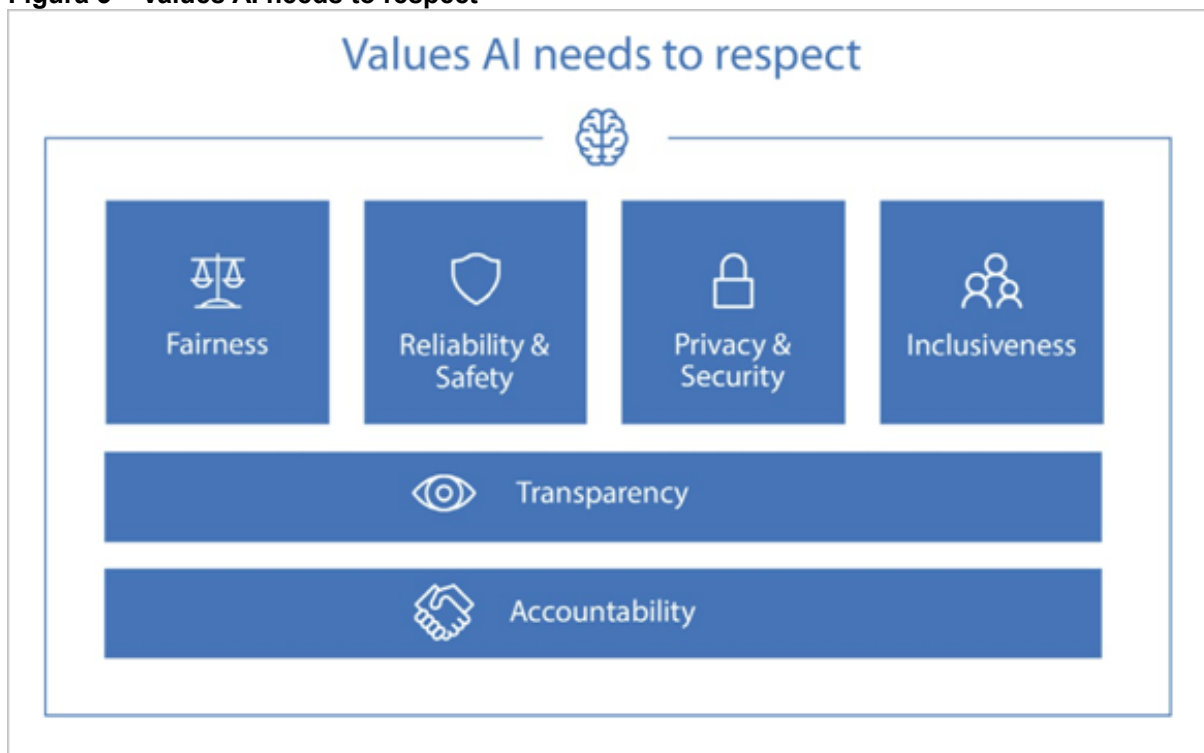 Values AI needs to respect
Fairness
Reliability &
Safety
Privacy &
Security
Inclusiveness
Transparency
Accountability